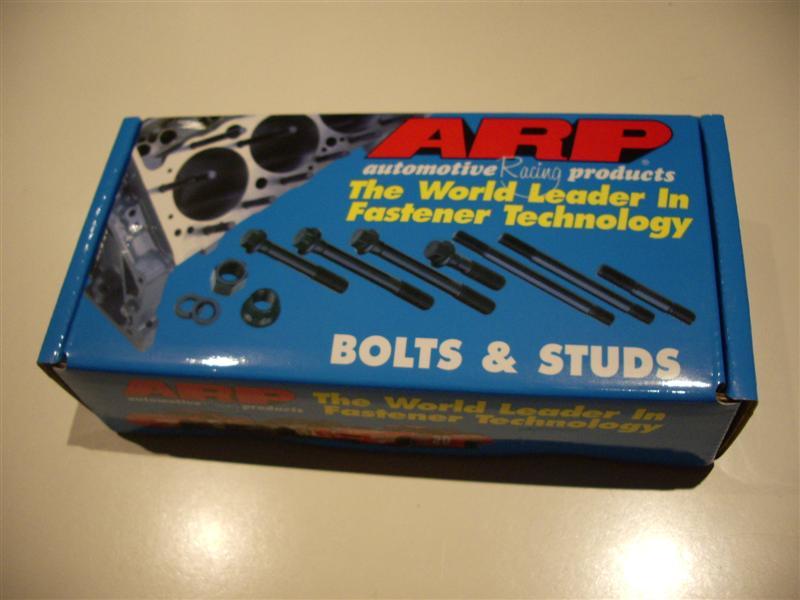 ARP
automotive Racing products
The World Leader In
Fastener Technology
BOLTS & STUDS
ARP
automotive Racing products
The World Leader In
Fastener Technology
20